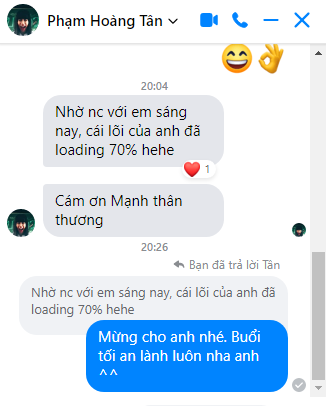 Phạm Hoàng Tân
20:04
Nhờ nc với em sáng
nay, cái lõi của anh đã
loading 70% hehe
1
Cám ơn Mạnh thân
thương
20:26
Bạn đã trả lời Tân
Nhờ nc với em sáng nay, cái lõi của anh đã
loading 70% hehe
Mừng cho anh nhé. Buổi
tối an lành luôn nha anh
^^